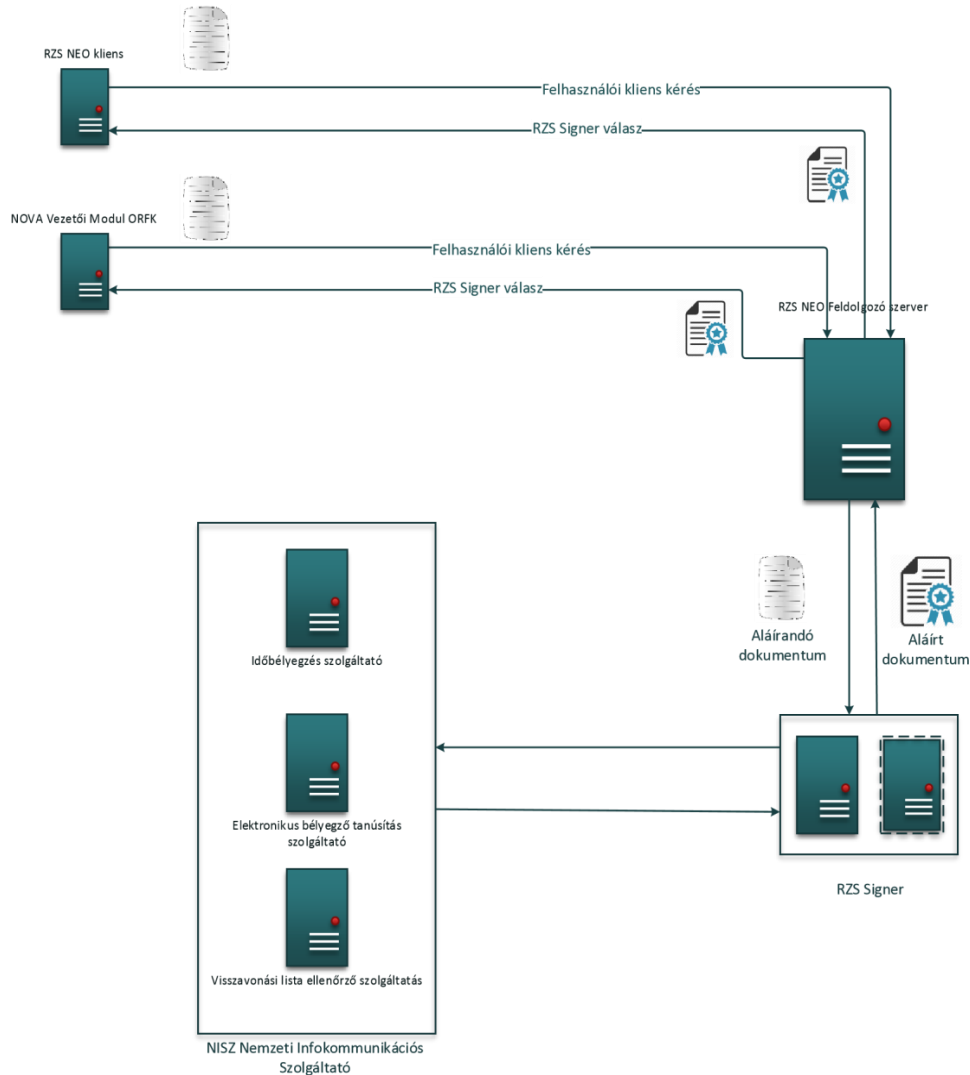 RZS NEO kliens
Felhasználói kliens kérés
RZS Signer válasz
NOVA Vezetői Modul ORFK
Felhasználói kliens kérés
RZS Signer válasz
RZS NEO Feldolgozó szerver
Aláírandó
dokumentum
Aláírt
dokumentum
Időbélyegzés szolgáltató
Elektronikus bélyegző tanúsítás
szolgáltató
Visszavonási lista ellenőrző szolgáltatás
RZS Signer
NISZ Nemzeti Infokommunikációs
Szolgáltató